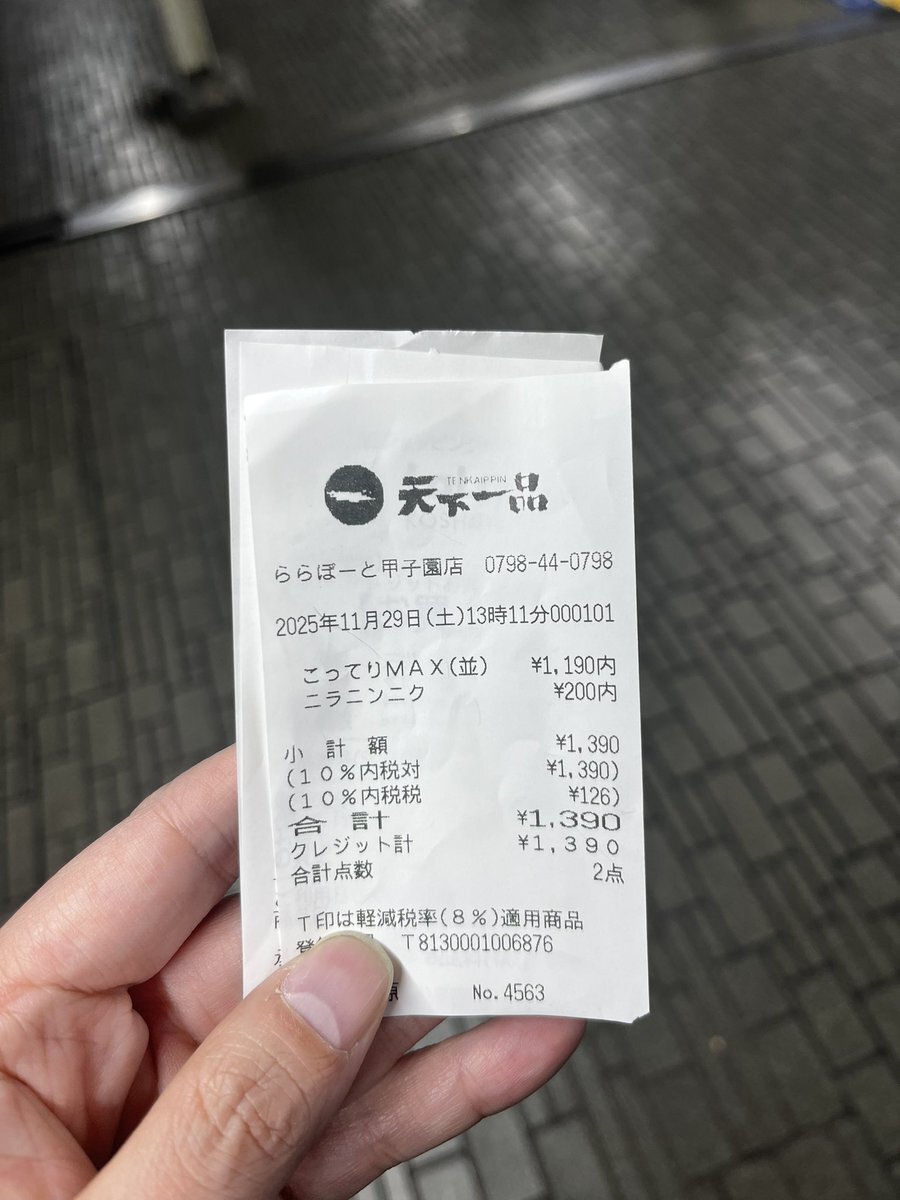 TENKAIPPIN
天下一品
ららぽーと甲子園店 0798-44-0798
2025年11月29日(土)13時11分000101
こってりMAX(並) ¥1,190内
ニラニンニク ¥200内
小 計 額 ¥1,390
(10%内税対 ¥1,390)
(10%内税税 ¥126)
合 計 ¥1,390
クレジット計 ¥1,390
合計点数 2点
T印は軽減税率(8%)適用商品
T8130001006876
No.4563